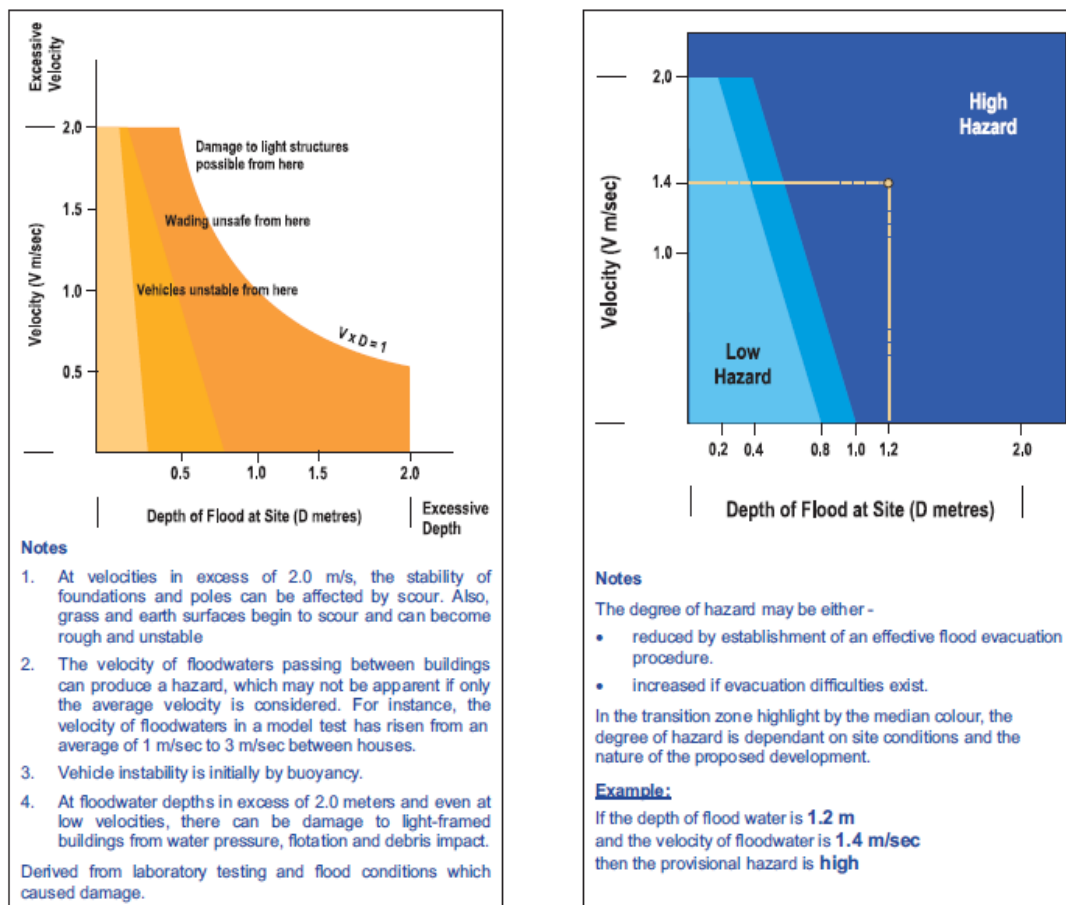 Excessive
Velocity
2.0
Damage to light structures
possible from here
1.5
Wading unsafe from here
Velocity (V m/sec)
1.0
Vehicles unstable from here
V x D = 1
0.5
0.5
1.0
1.5
2.0
Depth of Flood at Site (D metres)
Excessive
Depth
Notes
1. At velocities in excess of 2.0 m/s, the stability of
foundations and poles can be affected by scour. Also,
grass and earth surfaces begin to scour and can become
rough and unstable
2. The velocity of floodwaters passing between buildings
can produce a hazard, which may not be apparent if only
the average velocity is considered. For instance, the
velocity of floodwaters in a model test has risen from an
average of 1 m/sec to 3 m/sec between houses.
3. Vehicle instability is initially by buoyancy.
4. At floodwater depths in excess of 2.0 meters and even at
low velocities, there can be damage to light-framed
buildings from water pressure, flotation and debris impact.
Derived from laboratory testing and flood conditions which
caused damage.
2.0
High
Hazard
1.4
Velocity (V m/sec)
1.0
Low
Hazard
0.2
0.4
0.8
1.0
1.2
2.0
Depth of Flood at Site (D metres)
Notes
The degree of hazard may be either -
• reduced by establishment of an effective flood evacuation
procedure.
• increased if evacuation difficulties exist.
In the transition zone highlight by the median colour, the
degree of hazard is dependant on site conditions and the
nature of the proposed development.
Example:
If the depth of flood water is 1.2 m
and the velocity of floodwater is 1.4 m/sec
then the provisional hazard is high